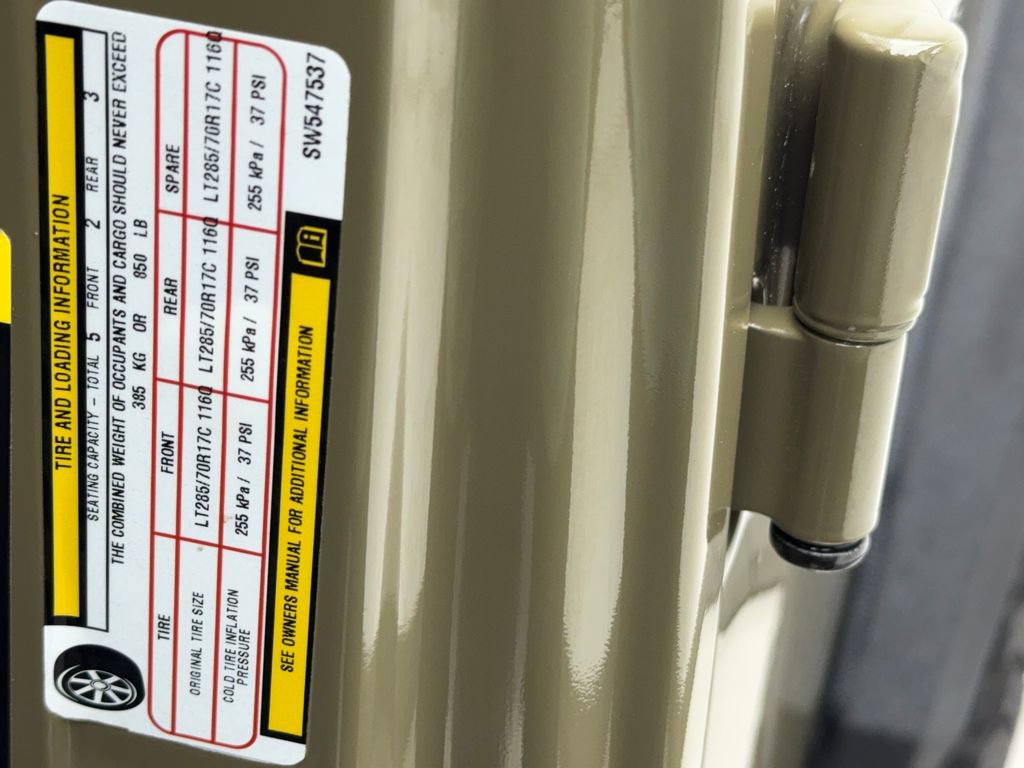 TIRE AND LOADING INFORMATION
SEATING CAPACITY – TOTAL 5 FRONT 2 REAR 3
THE COMBINED WEIGHT OF OCCUPANTS AND CARGO SHOULD NEVER EXCEED
385 KG OR 850 LB
TIRE FRONT REAR SPARE
ORIGINAL TIRE SIZE LT285/70R17C 116Q LT285/70R17C 116Q LT285/70R17C 116Q
COLD TIRE INFLATION
PRESSURE 255 kPa / 37 PSI 255 kPa / 37 PSI 255 kPa / 37 PSI
SEE OWNERS MANUAL FOR ADDITIONAL INFORMATION
SW547537